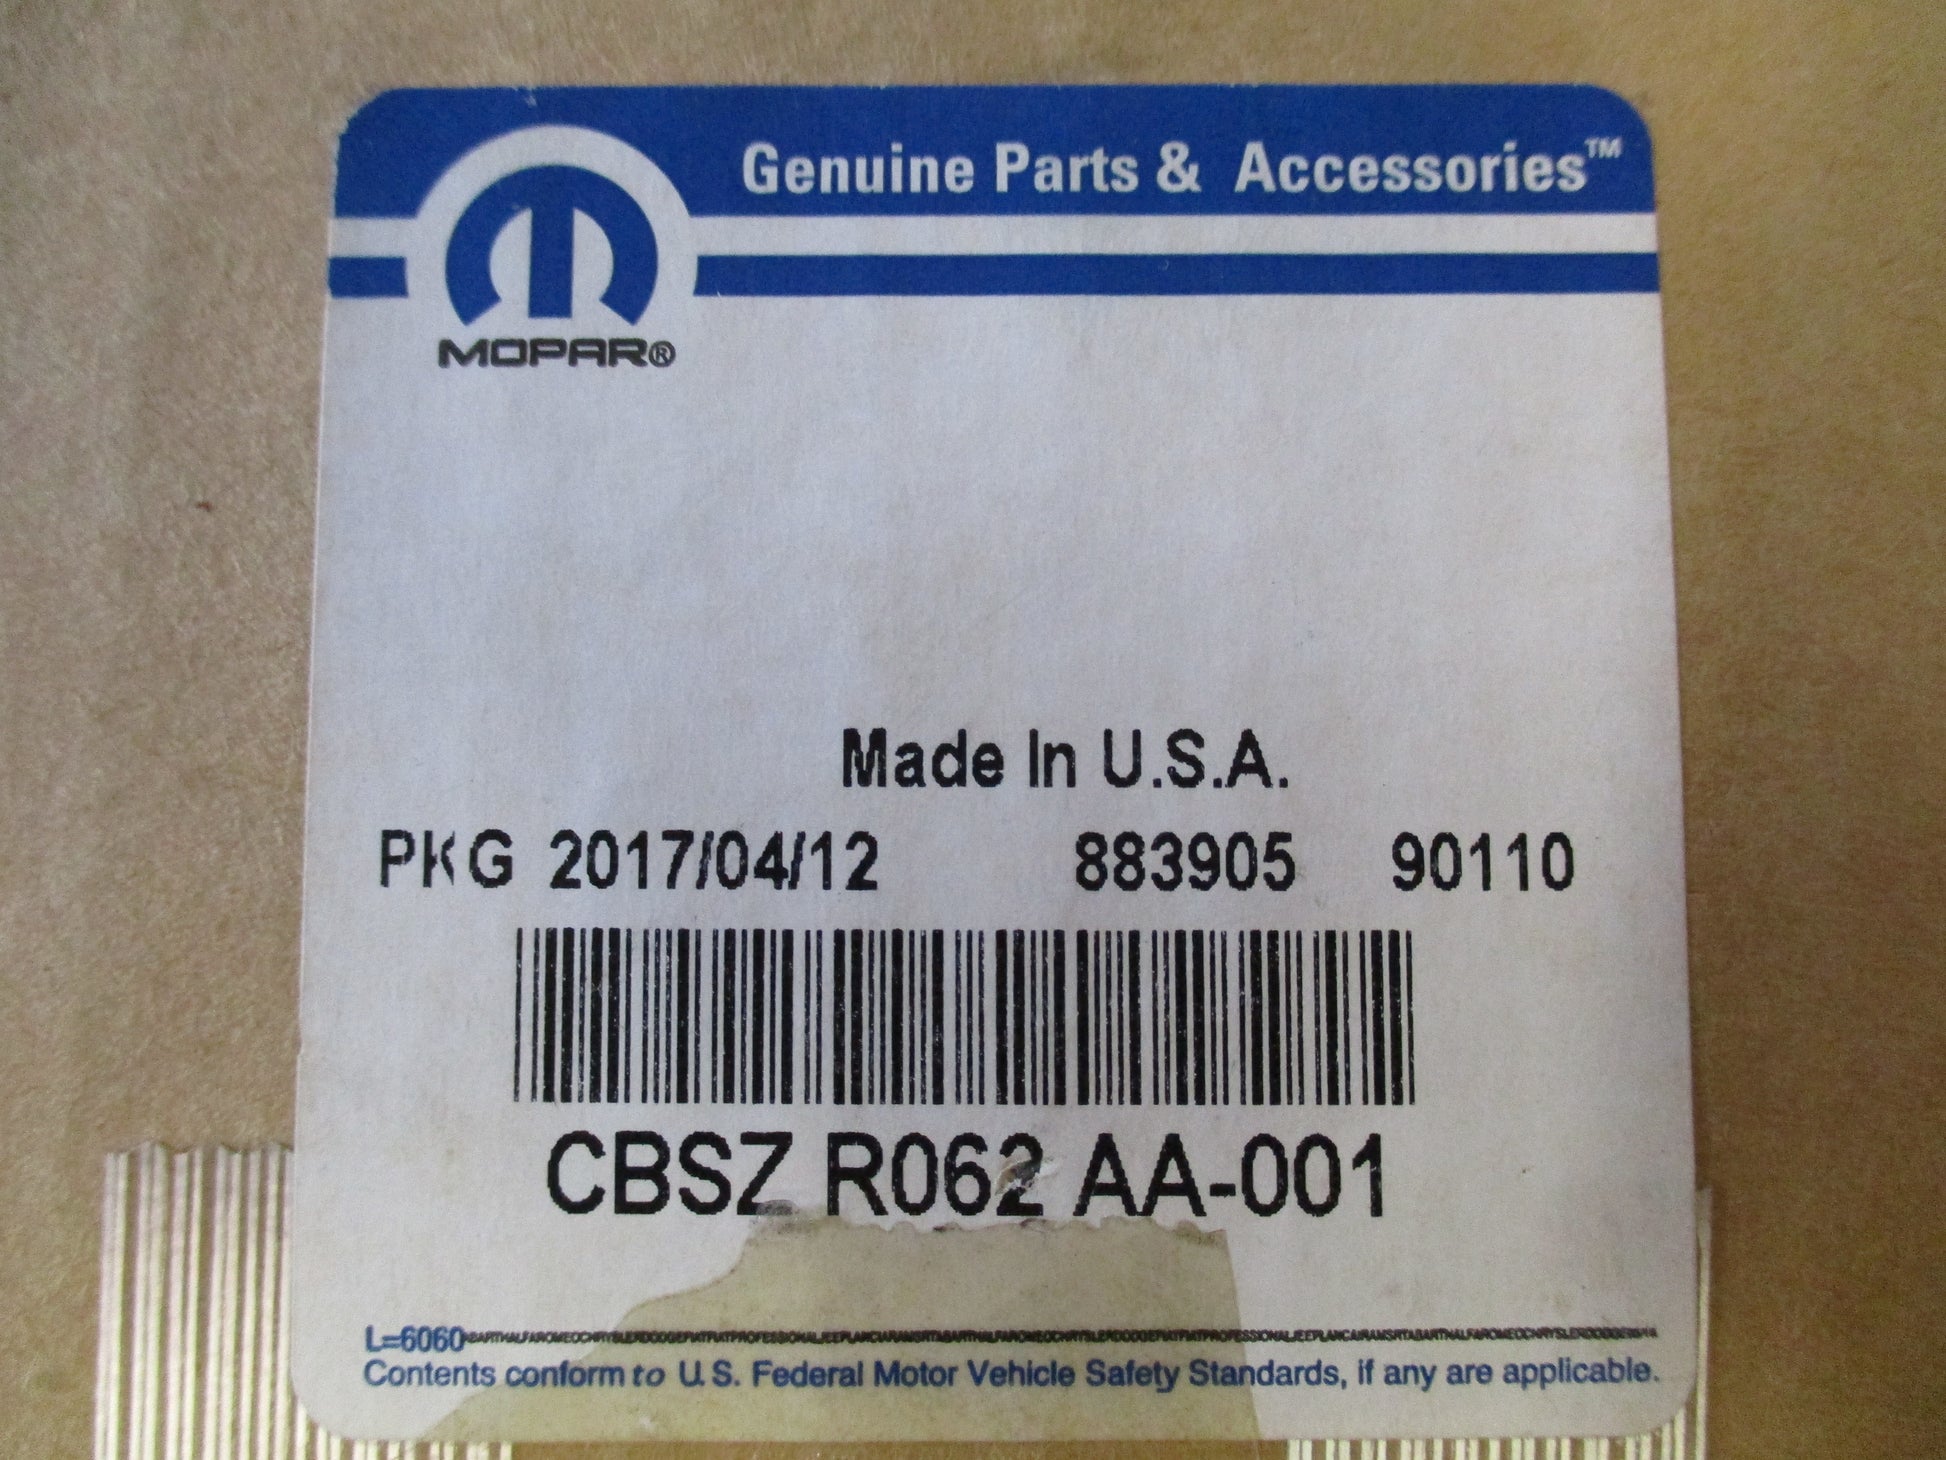 Genuine Parts & Accessories™
MOPAR®
Made In U.S.A.
PKG 2017/04/12 883905 90110
CBSZ R062 AA-001
L=6060
Contents conform to U.S. Federal Motor Vehicle Safety Standards, if any are applicable.